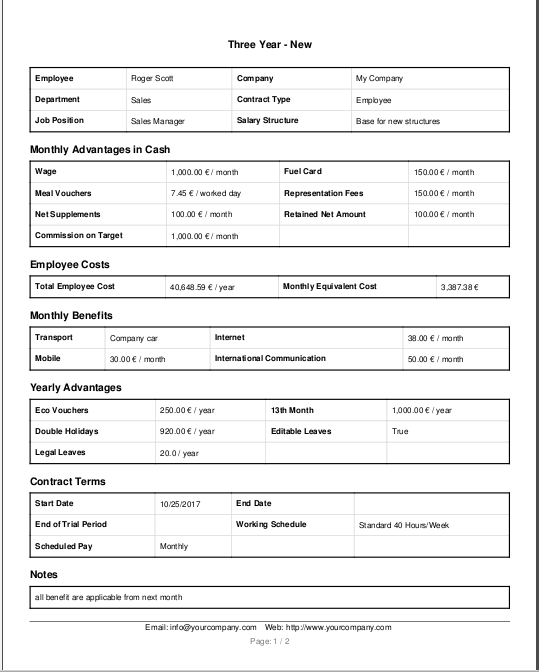 Three Year - New
Employee Roger Scott Company My Company
Department Sales Contract Type Employee
Job Position Sales Manager Salary Structure Base for new structures
Monthly Advantages in Cash
Wage 1,000.00 € / month Fuel Card 150.00 € / month
Meal Vouchers 7.45 € / worked day Representation Fees 150.00 € / month
Net Supplements 100.00 € / month Retained Net Amount 100.00 € / month
Commission on Target 1,000.00 € / month
Employee Costs
Total Employee Cost 40,648.59 € / year Monthly Equivalent Cost 3,387.38 €
Monthly Benefits
Transport Company car Internet 38.00 € / month
Mobile 30.00 € / month International Communication 50.00 € / month
Yearly Advantages
Eco Vouchers 250.00 € / year 13th Month 1,000.00 € / year
Double Holidays 920.00 € / year Editable Leaves True
Legal Leaves 20.0 / year
Contract Terms
Start Date 10/25/2017 End Date
End of Trial Period Working Schedule Standard 40 Hours/Week
Scheduled Pay Monthly
Notes
all benefit are applicable from next month
Email: info@yourcompany.com Web: http://www.yourcompany.com
Page: 1 / 2